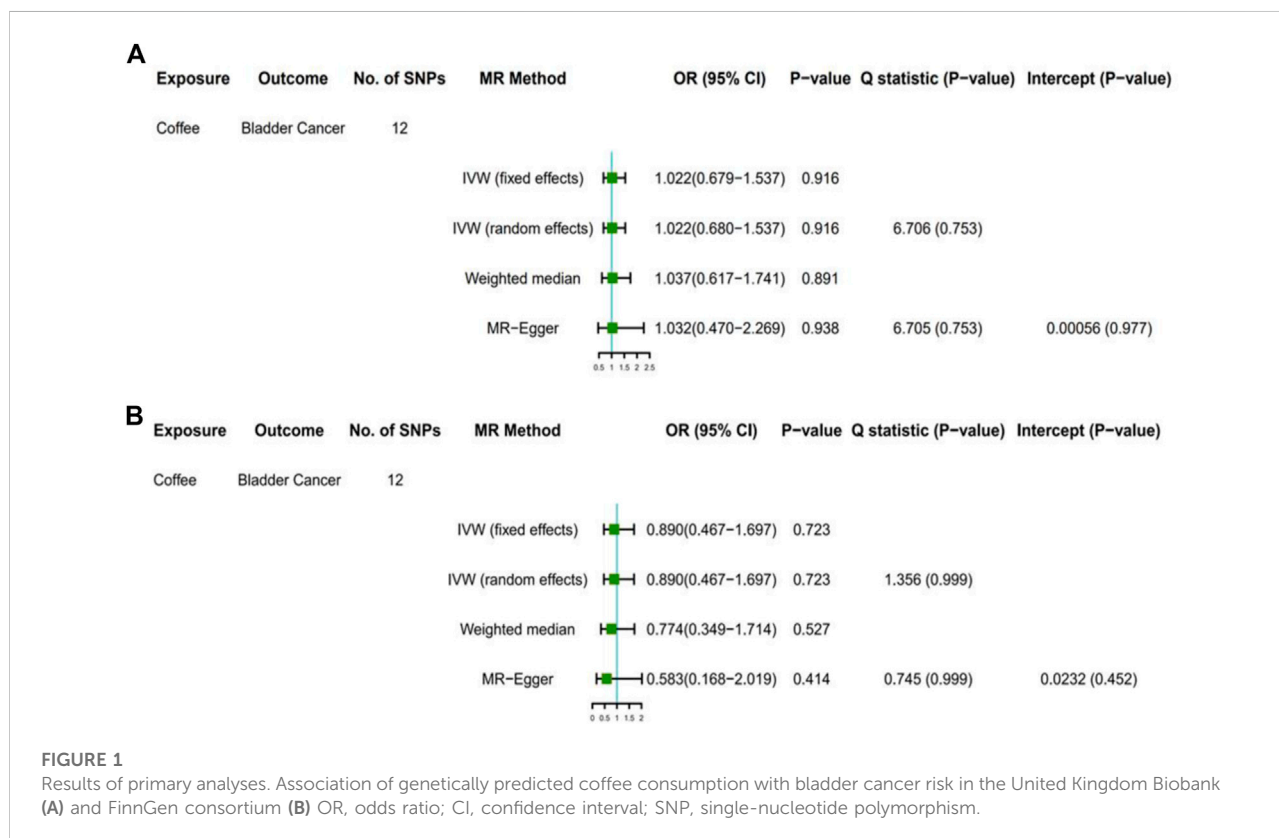 A
Exposure Outcome No. of SNPs MR Method OR (95% CI) P−value Q statistic (P−value) Intercept (P−value)
Coffee Bladder Cancer 12
IVW (fixed effects) 1.022(0.679−1.537) 0.916
IVW (random effects) 1.022(0.680−1.537) 0.916 6.706 (0.753)
Weighted median 1.037(0.617−1.741) 0.891
MR−Egger 1.032(0.470−2.269) 0.938 6.705 (0.753) 0.00056 (0.977)
0.5 1 1.5 2 2.5
B
Exposure Outcome No. of SNPs MR Method OR (95% CI) P−value Q statistic (P−value) Intercept (P−value)
Coffee Bladder Cancer 12
IVW (fixed effects) 0.890(0.467−1.697) 0.723
IVW (random effects) 0.890(0.467−1.697) 0.723 1.356 (0.999)
Weighted median 0.774(0.349−1.714) 0.527
MR−Egger 0.583(0.168−2.019) 0.414 0.745 (0.999) 0.0232 (0.452)
0 0.5 1 1.5 2
FIGURE 1
Results of primary analyses. Association of genetically predicted coffee consumption with bladder cancer risk in the United Kingdom Biobank
(A) and FinnGen consortium (B) OR, odds ratio; CI, confidence interval; SNP, single-nucleotide polymorphism.